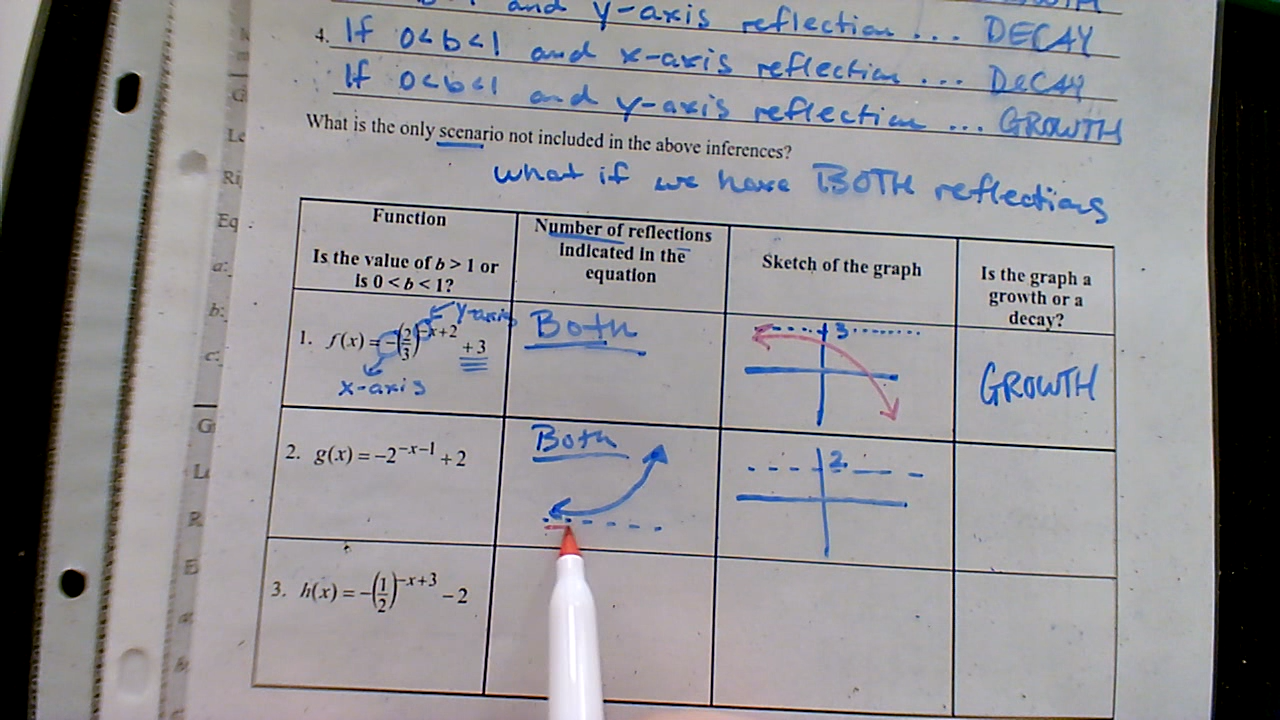 and y-axis reflection ... DECAY
4. If 0<b<1 and x-axis reflection ... DECAY
If 0<b<1 and y-axis reflection ... GROWTH
What is the only scenario not included in the above inferences?
what if we have BOTH reflections
Function
Is the value of b > 1 or
is 0 < b < 1?
Number of reflections
indicated in the
equation
Sketch of the graph
Is the graph a
growth or a
decay?
y-axis
1. f(x) = -(2/3)^(-x+2) + 3
x-axis
Both
3
GROWTH
2. g(x) = -2^(-x-1) + 2
Both
2
3. h(x) = -(1/2)^(-x+3) - 2
Le
Ri
Eq
a:
b:
c:
G
R
E